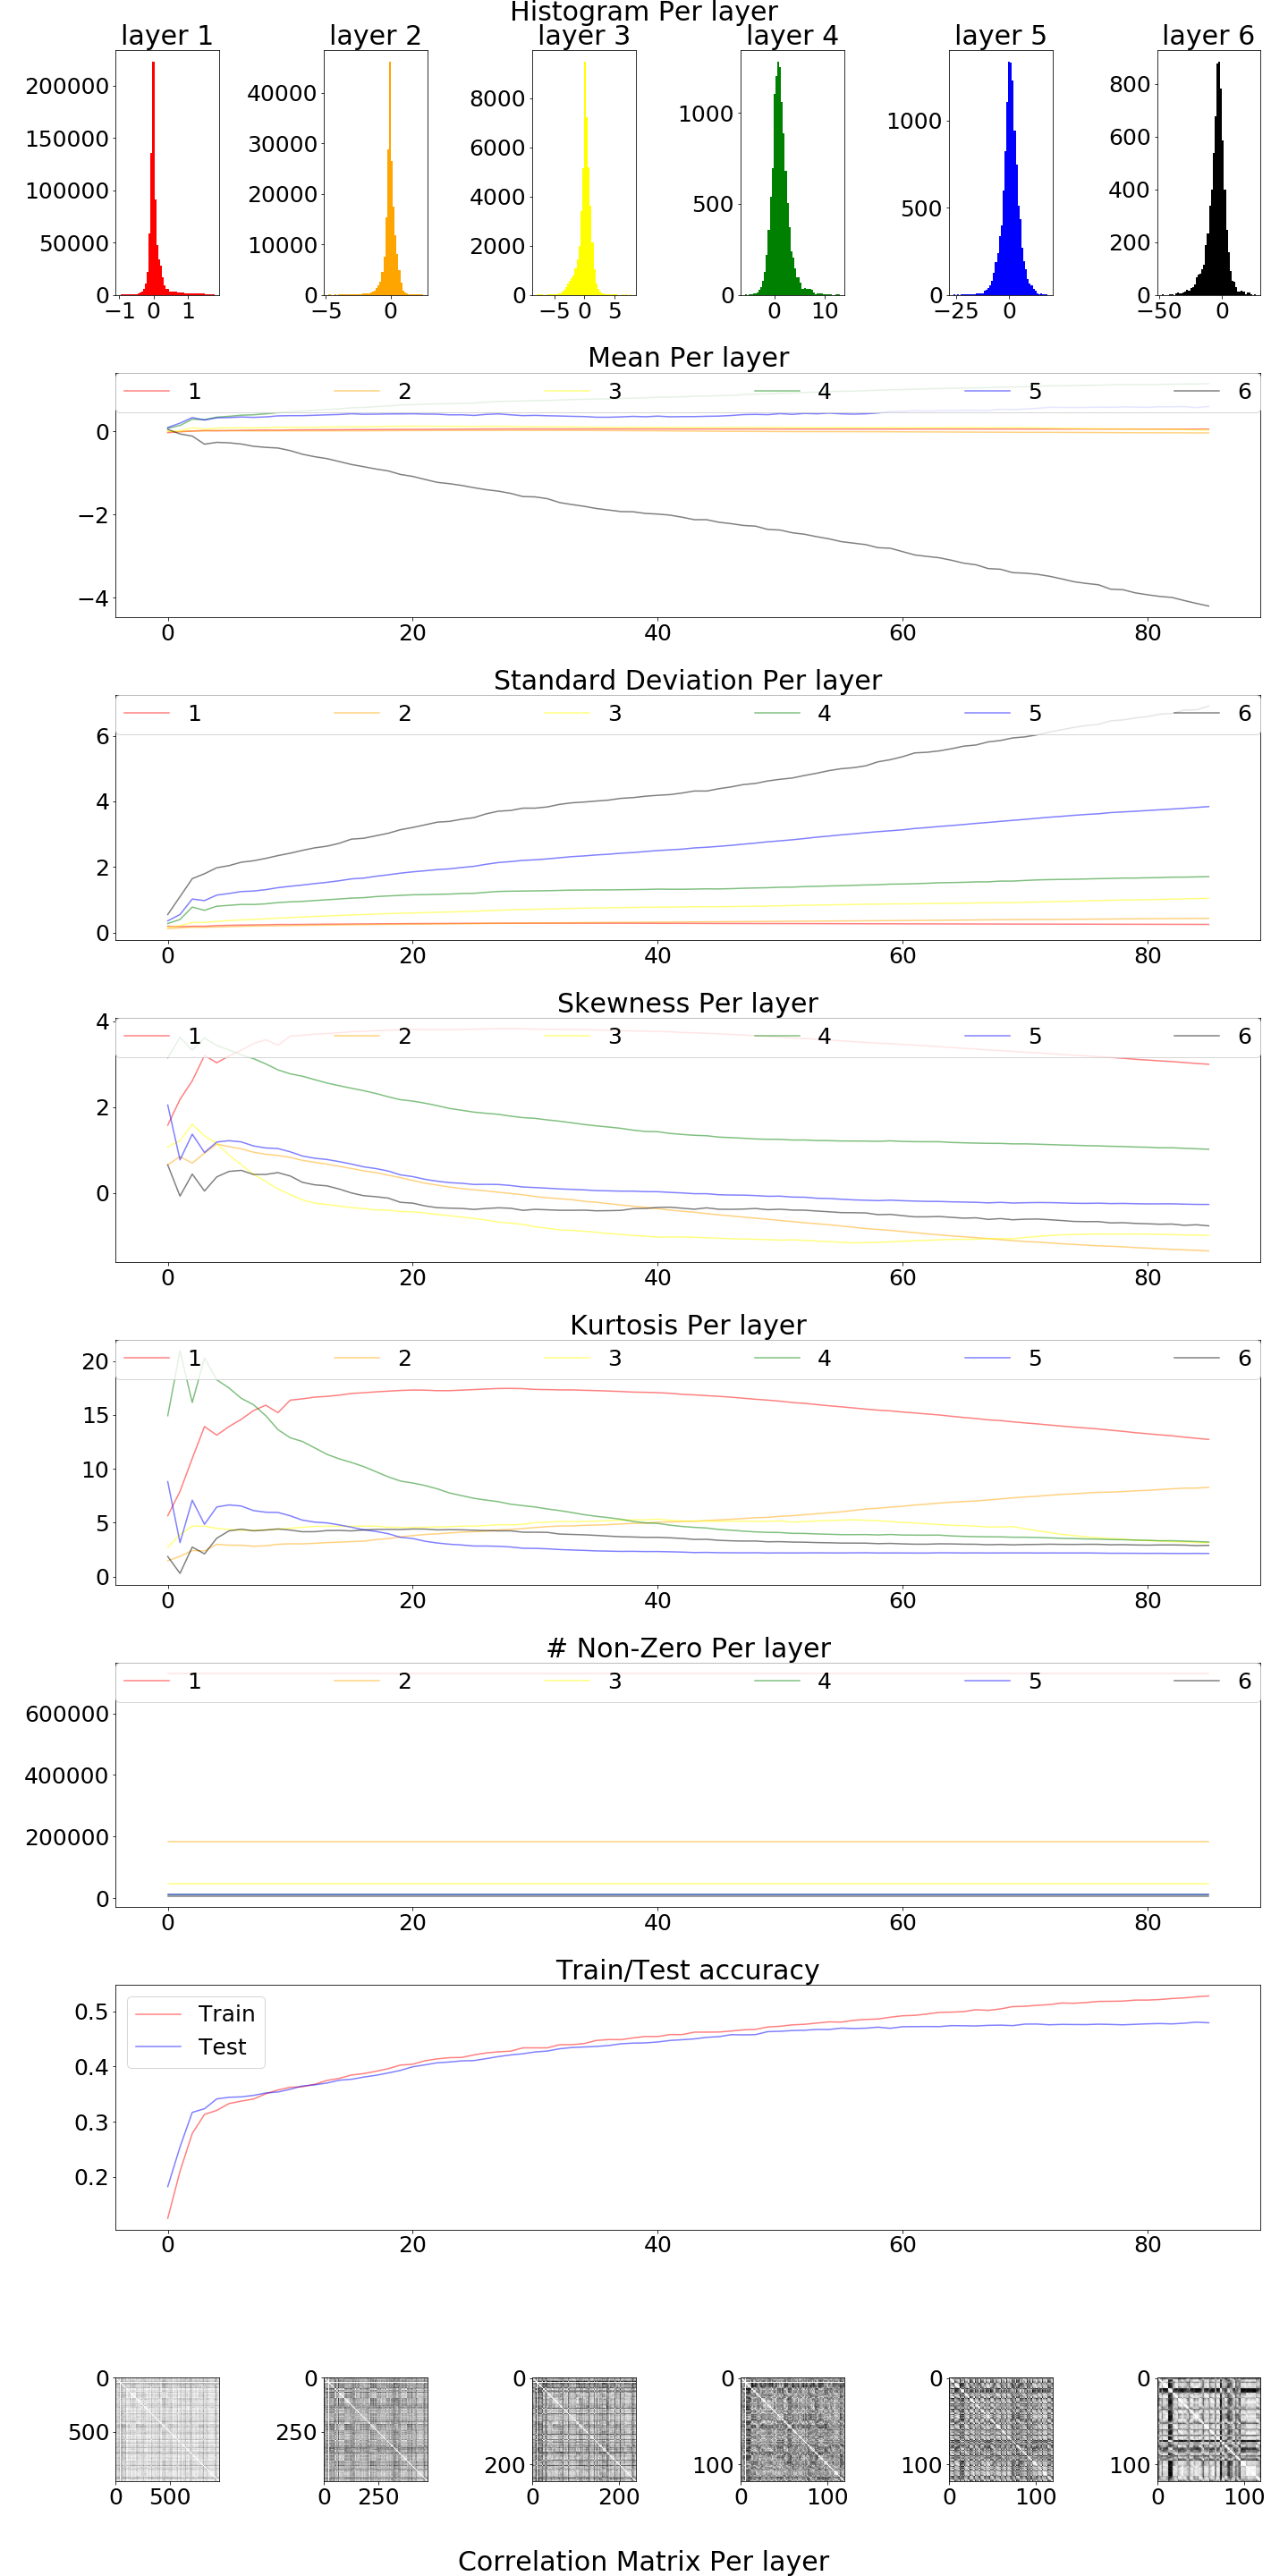 Histogram Per layer
layer 1 layer 2 layer 3 layer 4 layer 5 layer 6
200000
150000
100000
50000
0
−1 0 1
40000
30000
20000
10000
0
−5 0
8000
6000
4000
2000
0
−5 0 5
1000
500
0
0 10
1000
500
0
−25 0
800
600
400
200
0
−50 0
Mean Per layer
1 2 3 4 5 6
0
−2
−4
0 20 40 60 80
Standard Deviation Per layer
1 2 3 4 5 6
6
4
2
0
0 20 40 60 80
Skewness Per layer
4
1 2 3 4 5 6
2
0
0 20 40 60 80
Kurtosis Per layer
20
1 2 3 4 5 6
15
10
5
0
0 20 40 60 80
# Non-Zero Per layer
1 2 3 4 5 6
600000
400000
200000
0
0 20 40 60 80
Train/Test accuracy
0.5
Train
Test
0.4
0.3
0.2
0 20 40 60 80
0
500
0 500
0
250
0 250
0
200
0 200
0
100
0 100
0
100
0 100
0
100
0 100
Correlation Matrix Per layer